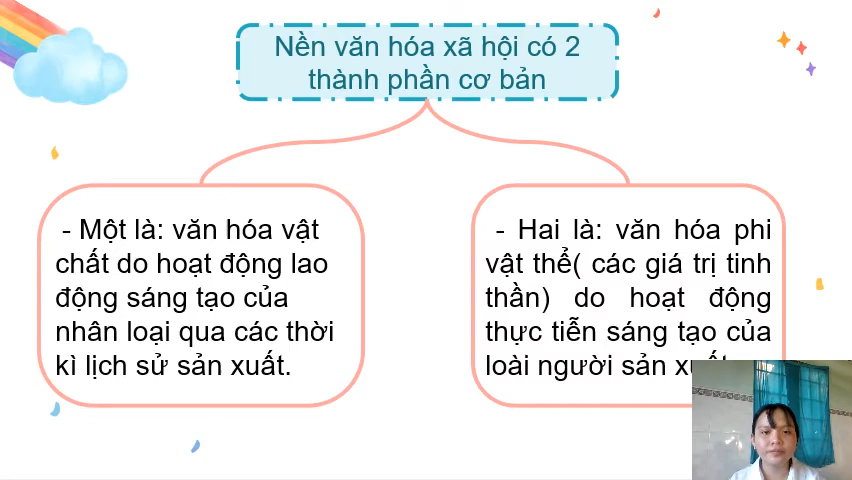 Nền văn hóa xã hội có 2
thành phần cơ bản
- Một là: văn hóa vật
chất do hoạt động lao
động sáng tạo của
nhân loại qua các thời
kì lịch sử sản xuất.
- Hai là: văn hóa phi
vật thể( các giá trị tinh
thần) do hoạt động
thực tiễn sáng tạo của
loài người sản xuất